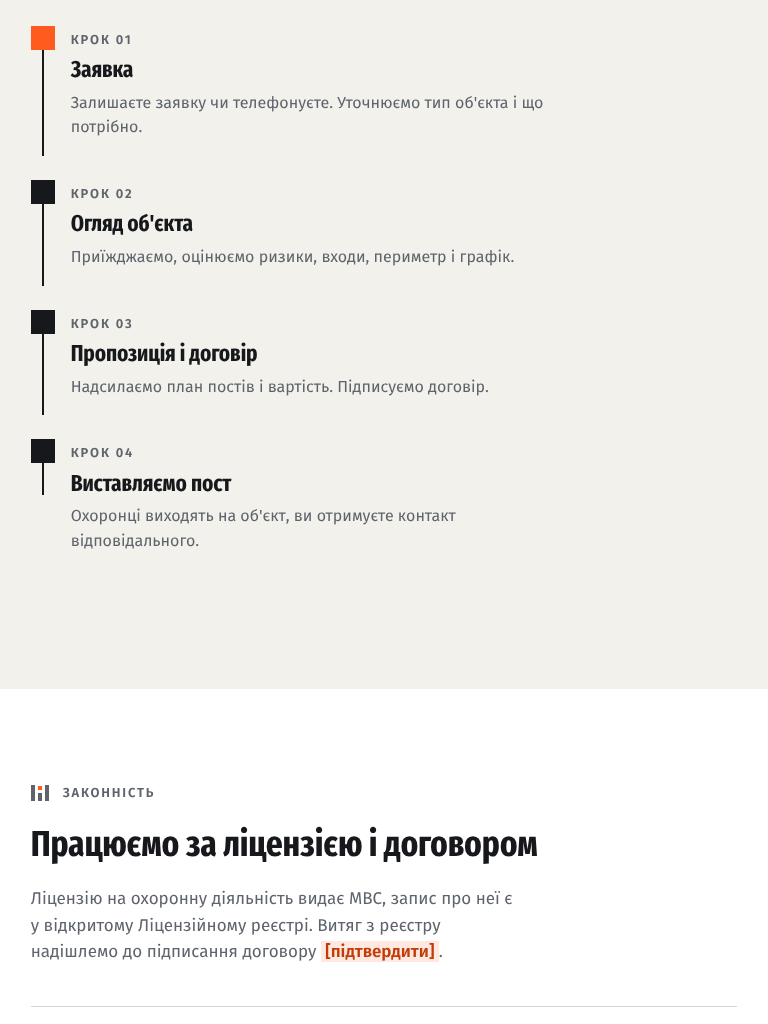 КРОК 01
Заявка
Залишаєте заявку чи телефонуєте. Уточнюємо тип об'єкта і що
потрібно.
КРОК 02
Огляд об'єкта
Приїжджаємо, оцінюємо ризики, входи, периметр і графік.
КРОК 03
Пропозиція і договір
Надсилаємо план постів і вартість. Підписуємо договір.
КРОК 04
Виставляємо пост
Охоронці виходять на об'єкт, ви отримуєте контакт
відповідального.
ЗАКОННІСТЬ
Працюємо за ліцензією і договором
Ліцензію на охоронну діяльність видає МВС, запис про неї є
у відкритому Ліцензійному реєстрі. Витяг з реєстру
надішлемо до підписання договору [підтвердити].